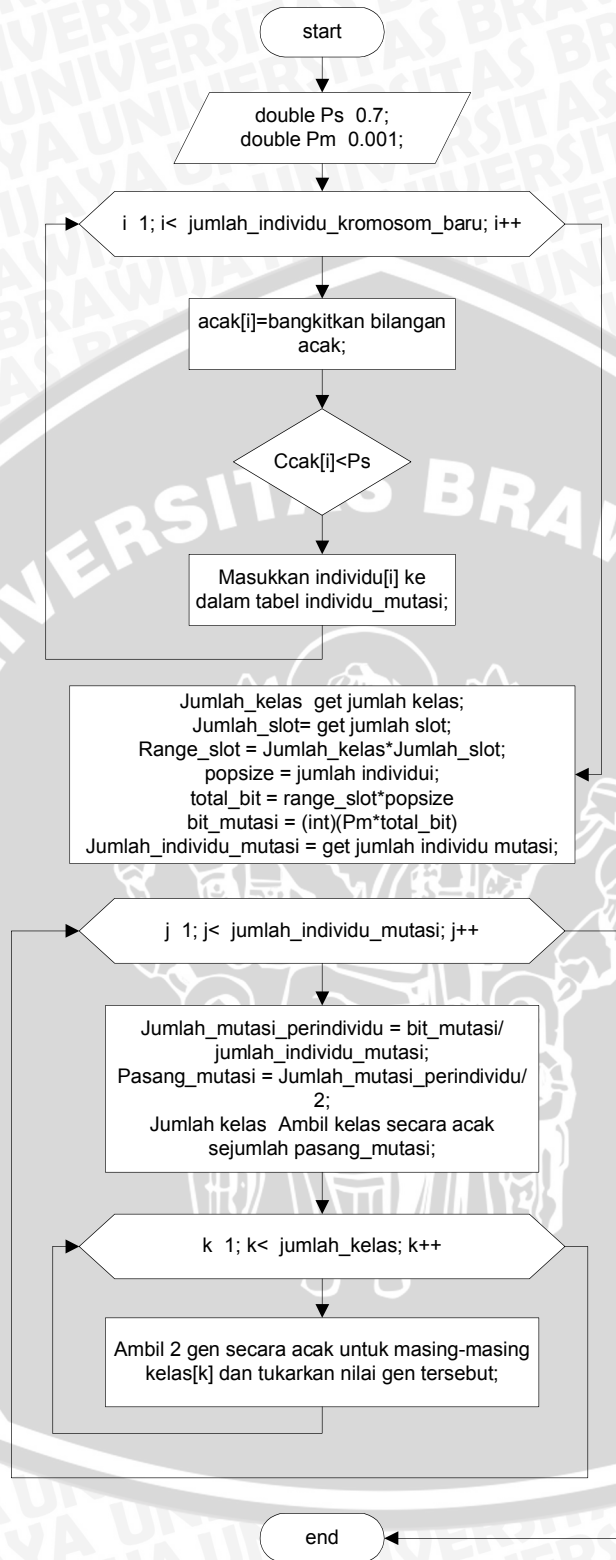 start
double Ps 0.7;
double Pm 0.001;
i 1; i< jumlah_individu_kromosom_baru; i++
acak[i]=bangkitkan bilangan
acak;
Ccak[i]<Ps
Masukkan individu[i] ke
dalam tabel individu_mutasi;
Jumlah_kelas get jumlah kelas;
Jumlah_slot= get jumlah slot;
Range_slot = Jumlah_kelas*Jumlah_slot;
popsize = jumlah individui;
total_bit = range_slot*popsize
bit_mutasi = (int)(Pm*total_bit)
Jumlah_individu_mutasi = get jumlah individu mutasi;
j 1; j< jumlah_individu_mutasi; j++
Jumlah_mutasi_perindividu = bit_mutasi/
jumlah_individu_mutasi;
Pasang_mutasi = Jumlah_mutasi_perindividu/
2;
Jumlah kelas Ambil kelas secara acak
sejumlah pasang_mutasi;
k 1; k< jumlah_kelas; k++
Ambil 2 gen secara acak untuk masing-masing
kelas[k] dan tukarkan nilai gen tersebut;
end